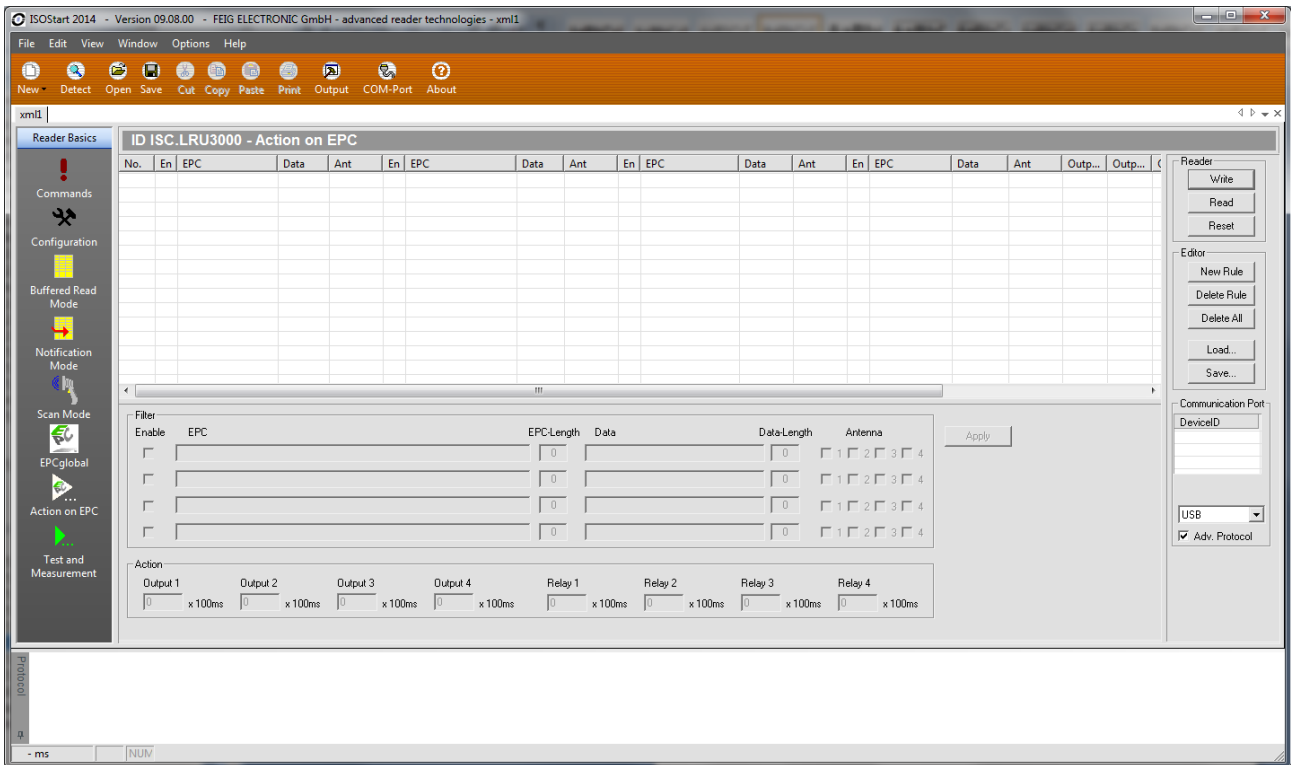 ISOStart 2014 - Version 09.08.00 - FEIG ELECTRONIC GmbH - advanced reader technologies - xml1
File Edit View Window Options Help
New Detect Open Save Cut Copy Paste Print Output COM-Port About
xml1
Reader Basics
Commands
Configuration
Buffered Read
Mode
Notification
Mode
Scan Mode
EPCglobal
Action on EPC
Test and
Measurement
ID ISC.LRU3000 - Action on EPC
No. En EPC Data Ant En EPC Data Ant En EPC Data Ant En EPC Data Ant Outp... Outp...
Filter
Enable EPC EPC-Length Data Data-Length Antenna
0 0 1 2 3 4
0 0 1 2 3 4
0 0 1 2 3 4
0 0 1 2 3 4
Apply
Action
Output 1 Output 2 Output 3 Output 4 Relay 1 Relay 2 Relay 3 Relay 4
0 x 100ms 0 x 100ms 0 x 100ms 0 x 100ms 0 x 100ms 0 x 100ms 0 x 100ms 0 x 100ms
Reader
Write
Read
Reset
Editor
New Rule
Delete Rule
Delete All
Load...
Save...
Communication Port
DeviceID
USB
Adv. Protocol
Protocol
- ms NUM